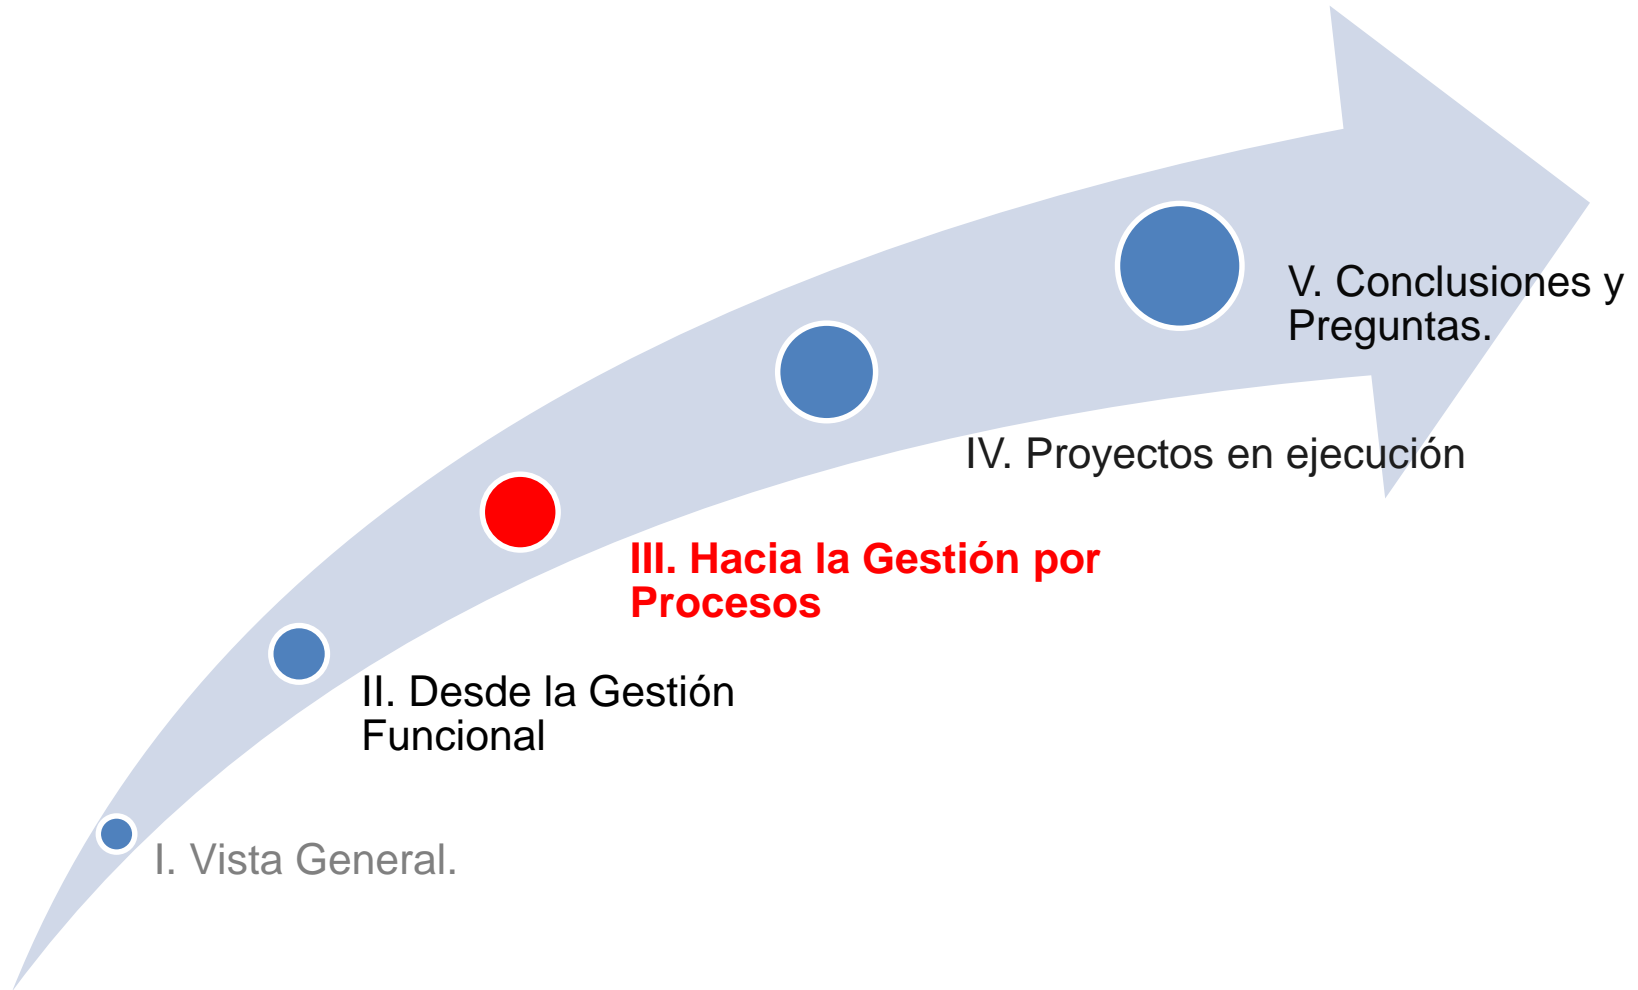 V. Conclusiones y
Preguntas.
IV. Proyectos en ejecución
III. Hacia la Gestión por
Procesos
II. Desde la Gestión
Funcional
I. Vista General.